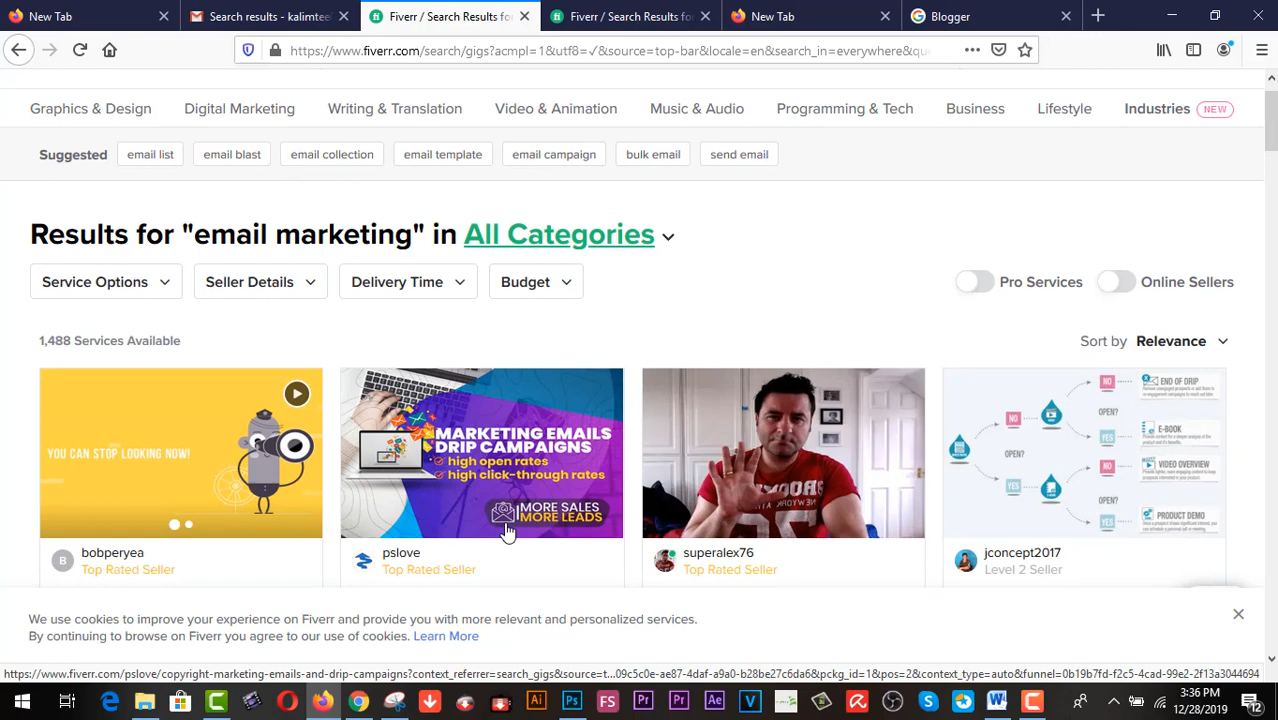 New Tab
Search results - kalimtee
Fiverr / Search Results fo
Fiverr / Search Results fo
New Tab
Blogger
https://www.fiverr.com/search/gigs?acmpl=1&utf8=✓&source=top-bar&locale=en&search_in=everywhere&qu
Graphics & Design
Digital Marketing
Writing & Translation
Video & Animation
Music & Audio
Programming & Tech
Business
Lifestyle
Industries NEW
Suggested
email list
email blast
email collection
email template
email campaign
bulk email
send email
Results for "email marketing" in All Categories
Service Options
Seller Details
Delivery Time
Budget
Pro Services
Online Sellers
1,488 Services Available
Sort by Relevance
YOU CAN STOP LOOKING NOW!
MARKETING EMAILS
DRIP CAMPAIGNS
high open rates
high click-through rates
MORE SALES
MORE LEADS
NO
END OF DRIP
OPEN?
NO
YES
E-BOOK
OPEN?
NO
VIDEO OVERVIEW
YES
YES
PRODUCT DEMO
B
bobperyea
Top Rated Seller
pslove
Top Rated Seller
superalex76
Top Rated Seller
jconcept2017
Level 2 Seller
We use cookies to improve your experience on Fiverr and provide you with more relevant and personalized services.
By continuing to browse on Fiverr you agree to our use of cookies. Learn More
https://www.fiverr.com/pslove/copyright-marketing-emails-and-drip-campaigns?context_referrer=search_gigs&source=t...09c5c0c-ae87-4daf-a9a0-b28be27c6da6&pckg_id=1&pos=2&context_type=auto&funnel=0b19b7fd-f2c5-4cad-99e2-2f13a3044694
3:36 PM
12/28/2019
12